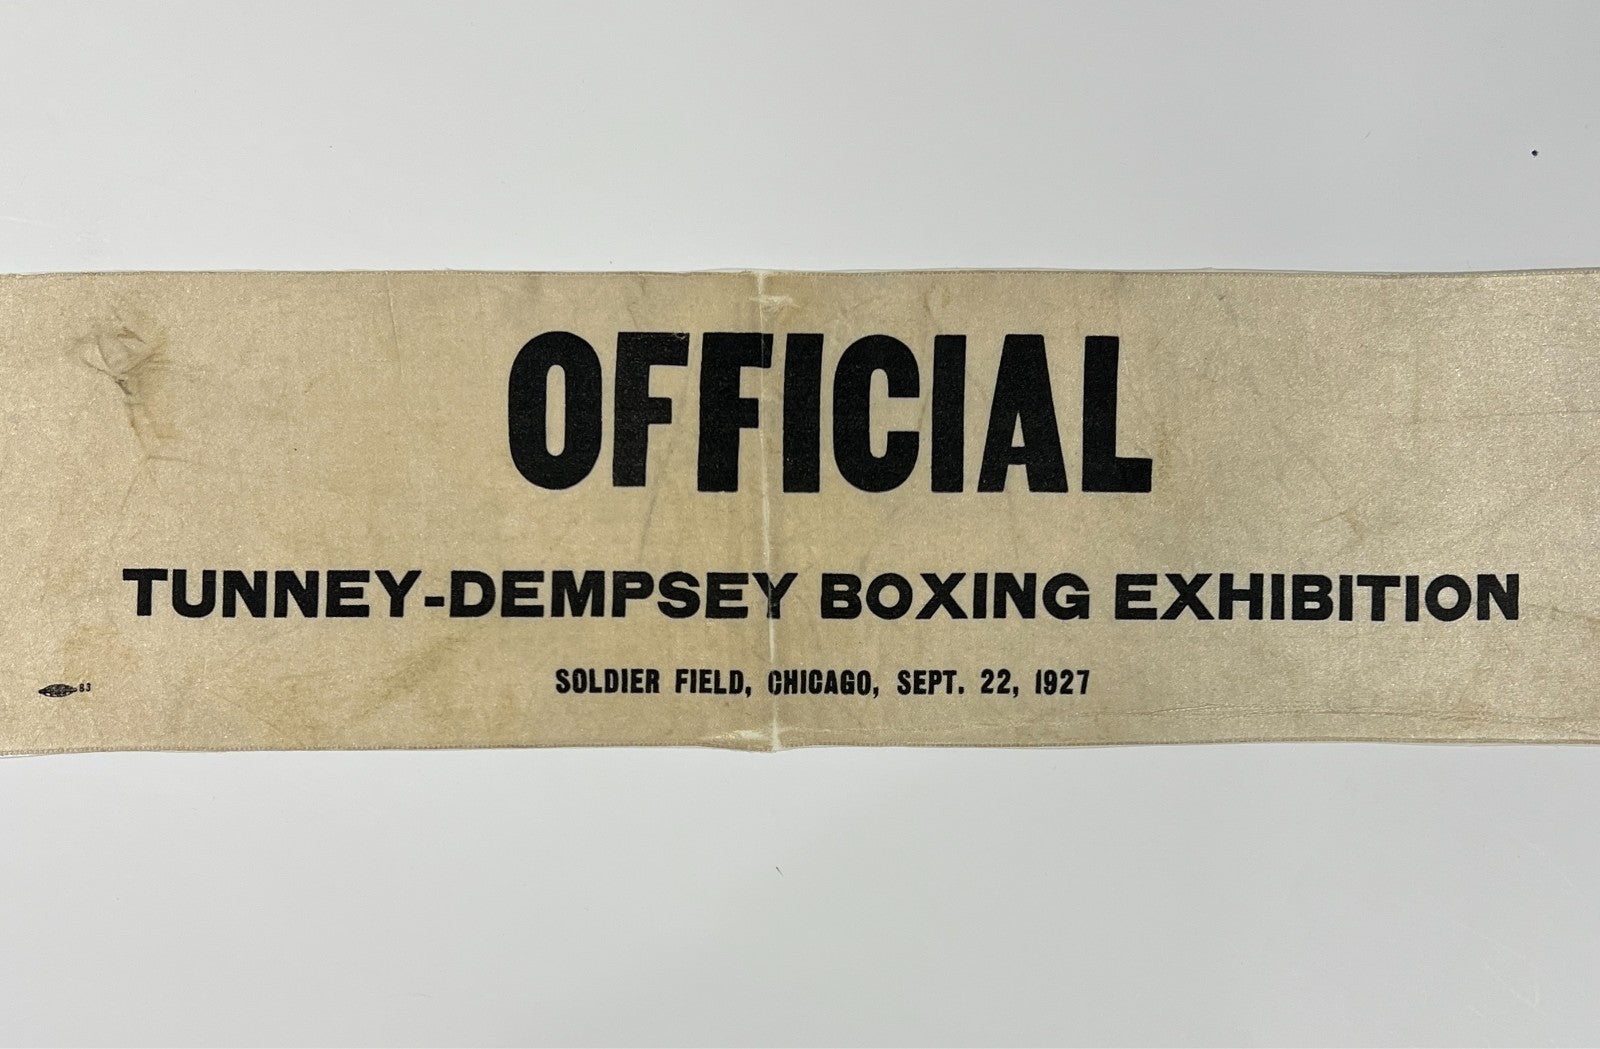 OFFICIAL
TUNNEY-DEMPSEY BOXING EXHIBITION
SOLDIER FIELD, CHICAGO, SEPT. 22, 1927